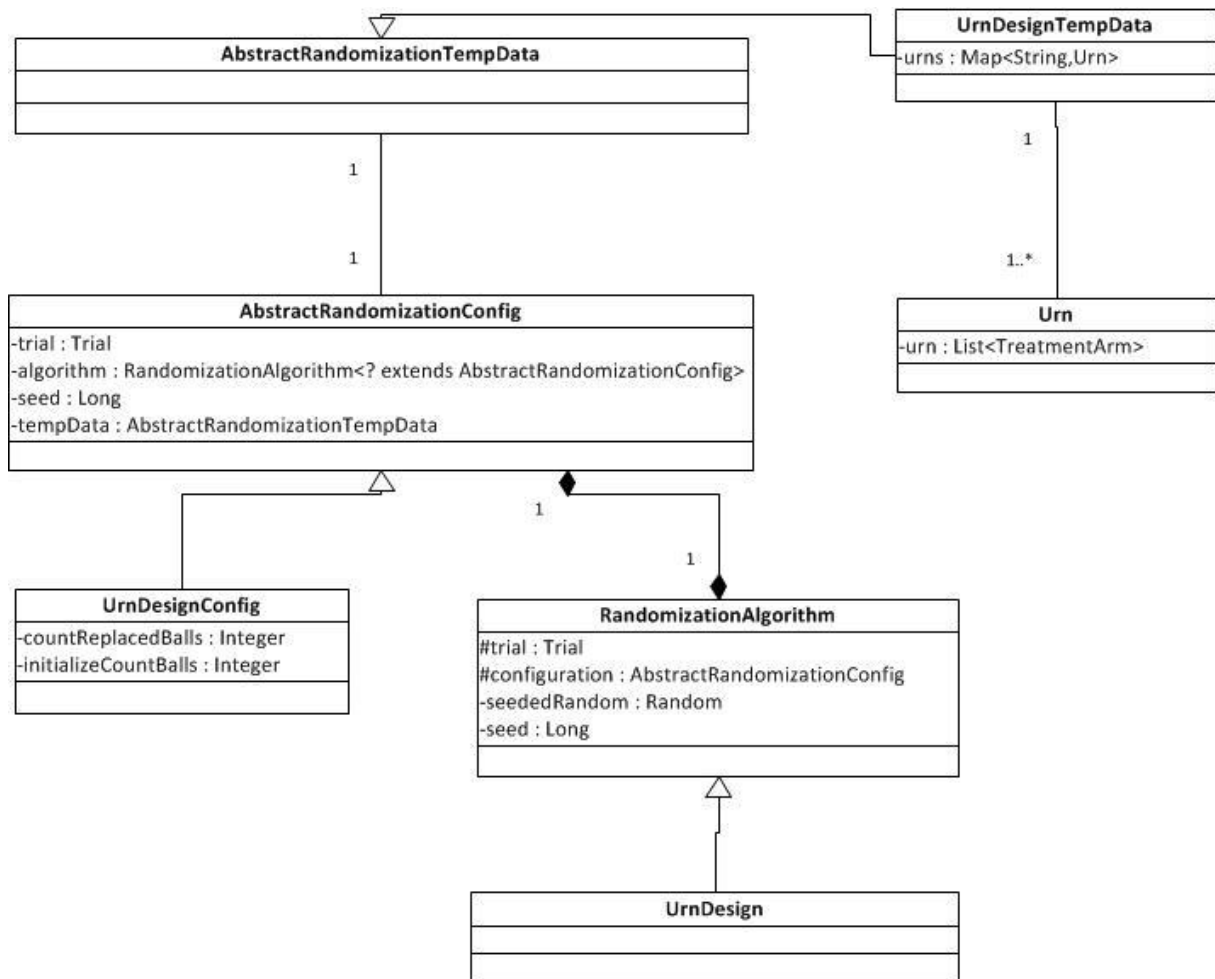 AbstractRandomizationTempData
UrnDesignTempData
-urns : Map<String,Urn>
1
1
1
1..*
AbstractRandomizationConfig
-trial : Trial
-algorithm : RandomizationAlgorithm<? extends AbstractRandomizationConfig>
-seed : Long
-tempData : AbstractRandomizationTempData
Urn
-urn : List<TreatmentArm>
1
1
UrnDesignConfig
-countReplacedBalls : Integer
-initializeCountBalls : Integer
RandomizationAlgorithm
#trial : Trial
#configuration : AbstractRandomizationConfig
-seededRandom : Random
-seed : Long
UrnDesign